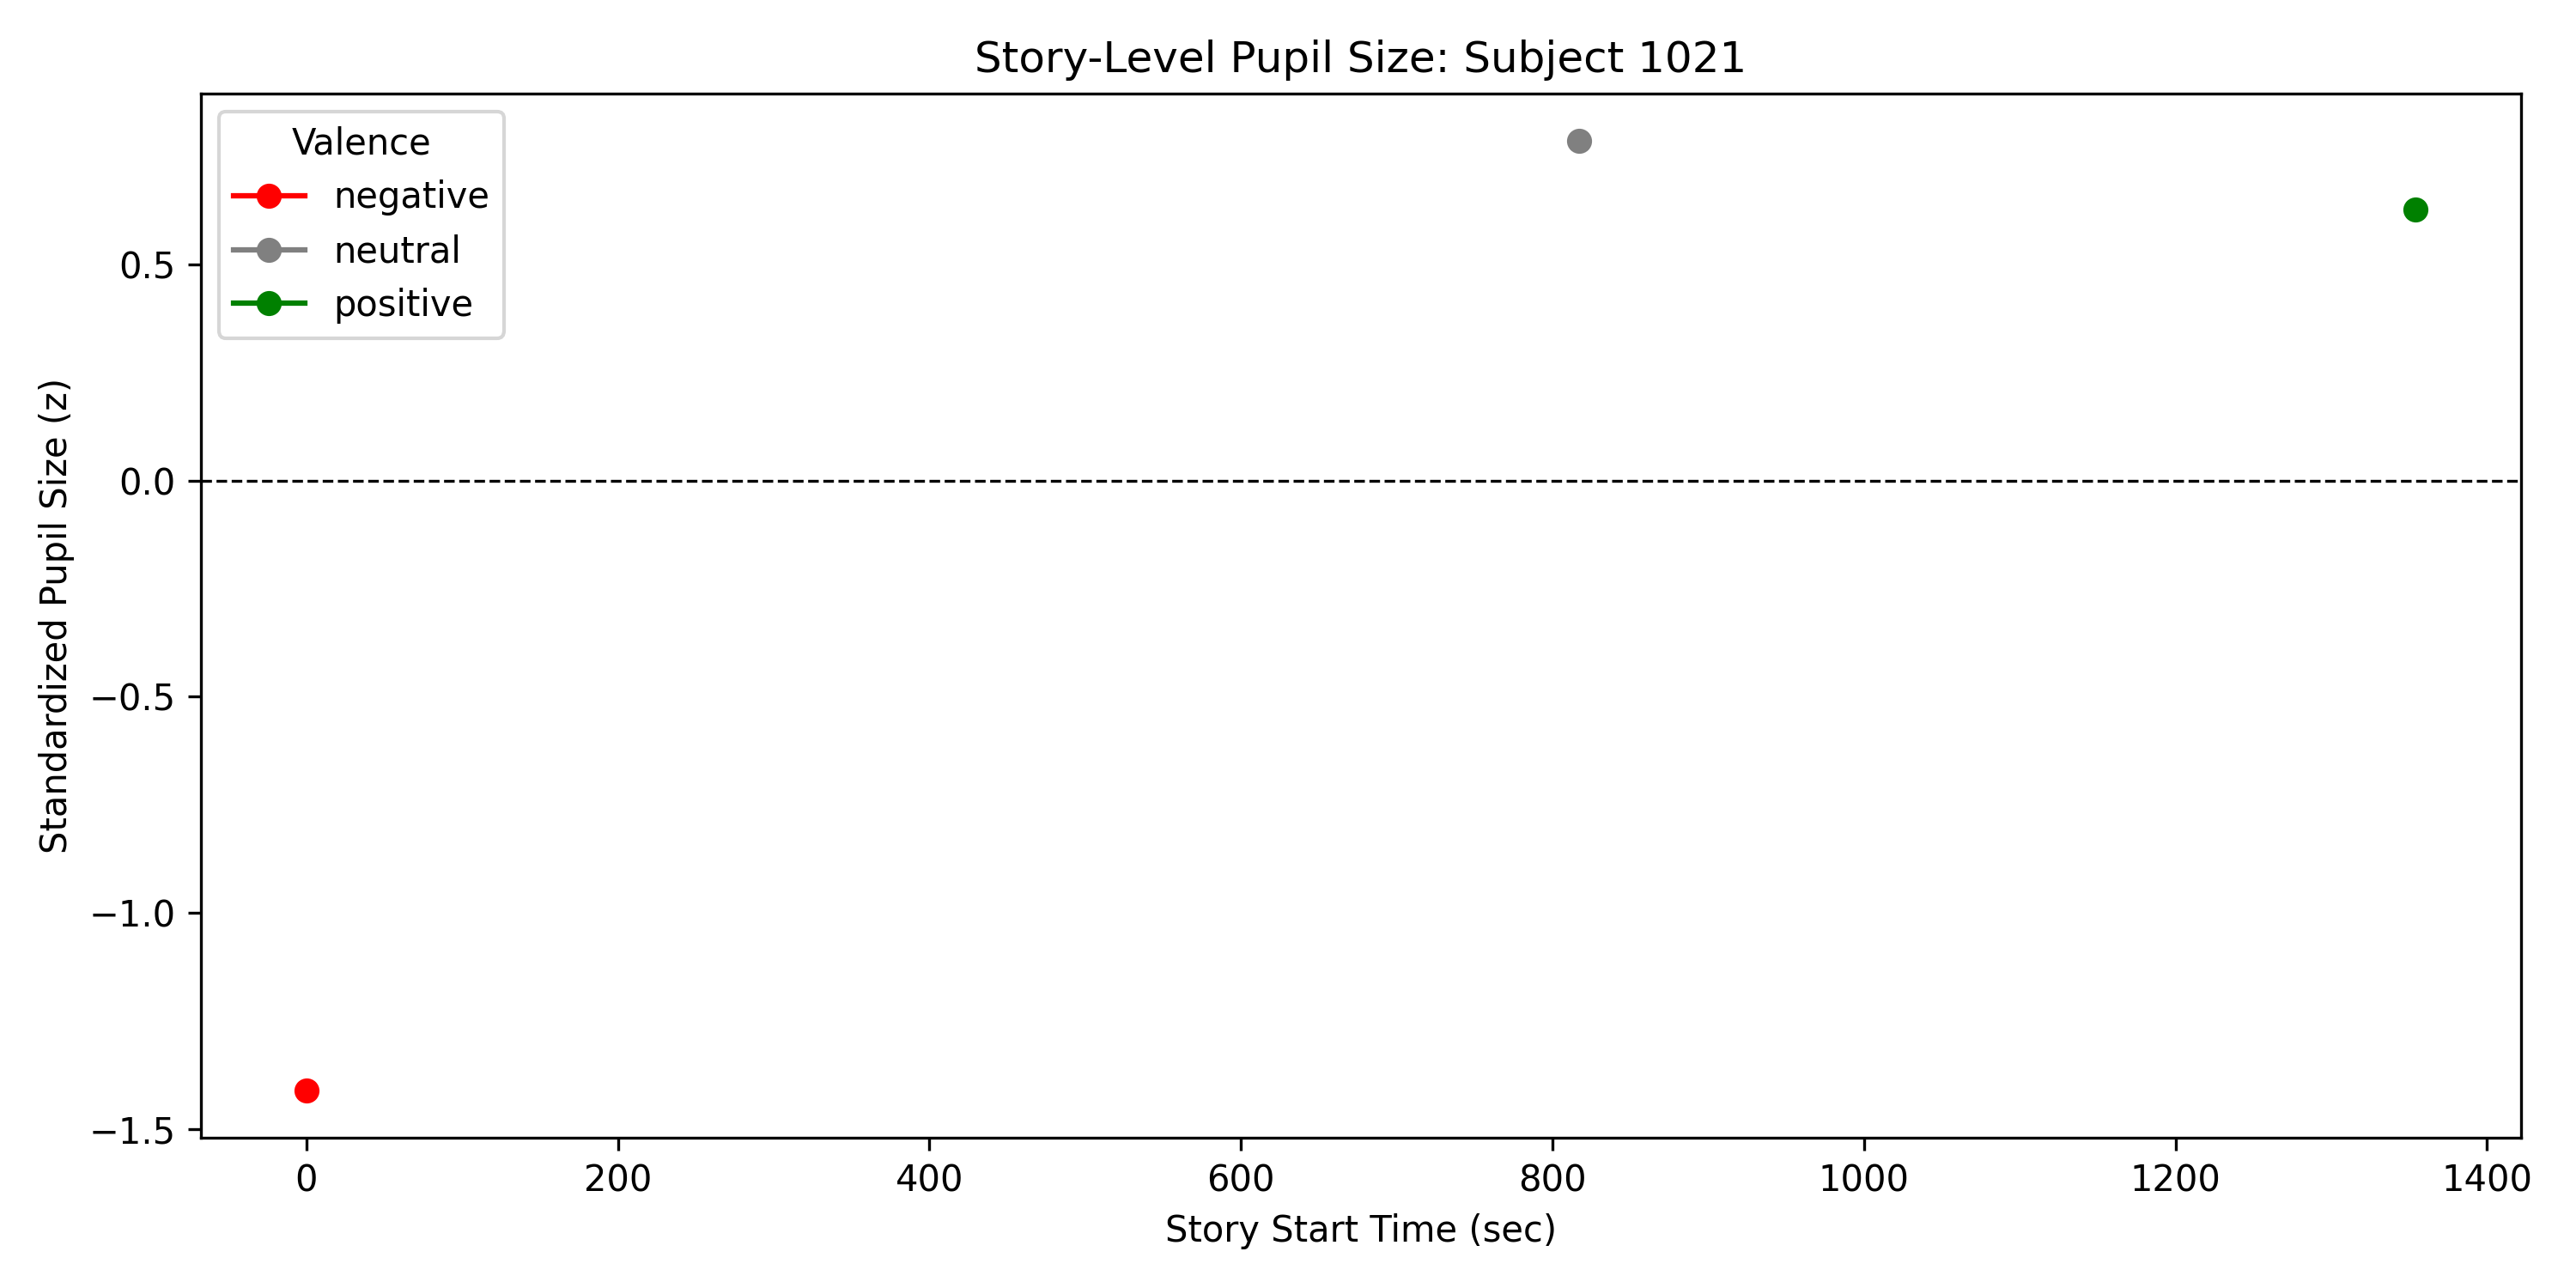 Story-Level Pupil Size: Subject 1021
Valence
negative
neutral
positive
Standardized Pupil Size (z)
0.5
0.0
−0.5
−1.0
−1.5
0 200 400 600 800 1000 1200 1400
Story Start Time (sec)